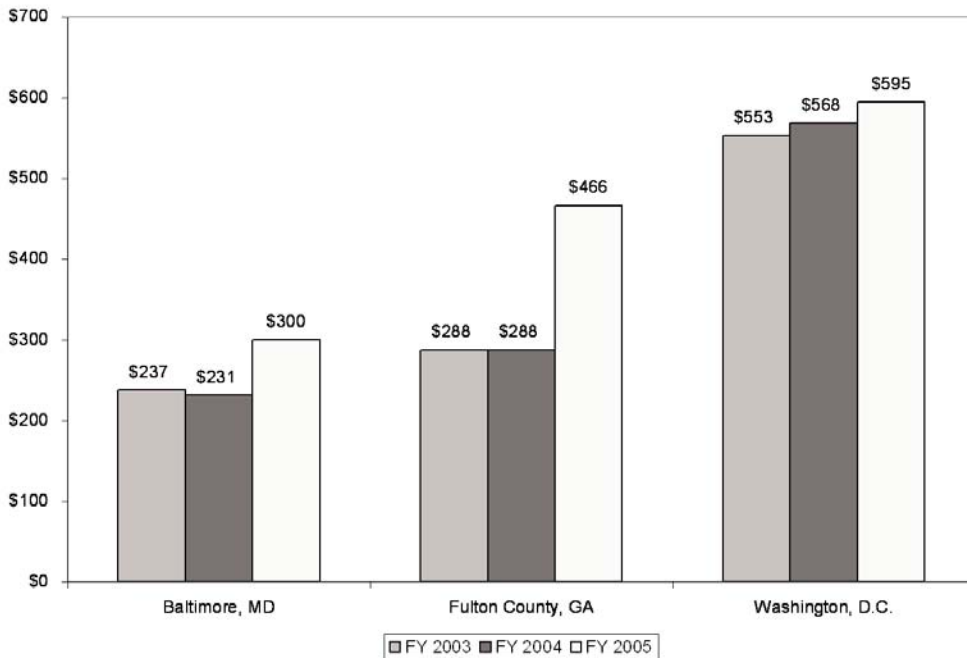 $700
$600
$500
$400
$300
$200
$100
$0
$237
$231
$300
$288
$288
$466
$553
$568
$595
Baltimore, MD
Fulton County, GA
Washington, D.C.
FY 2003
FY 2004
FY 2005